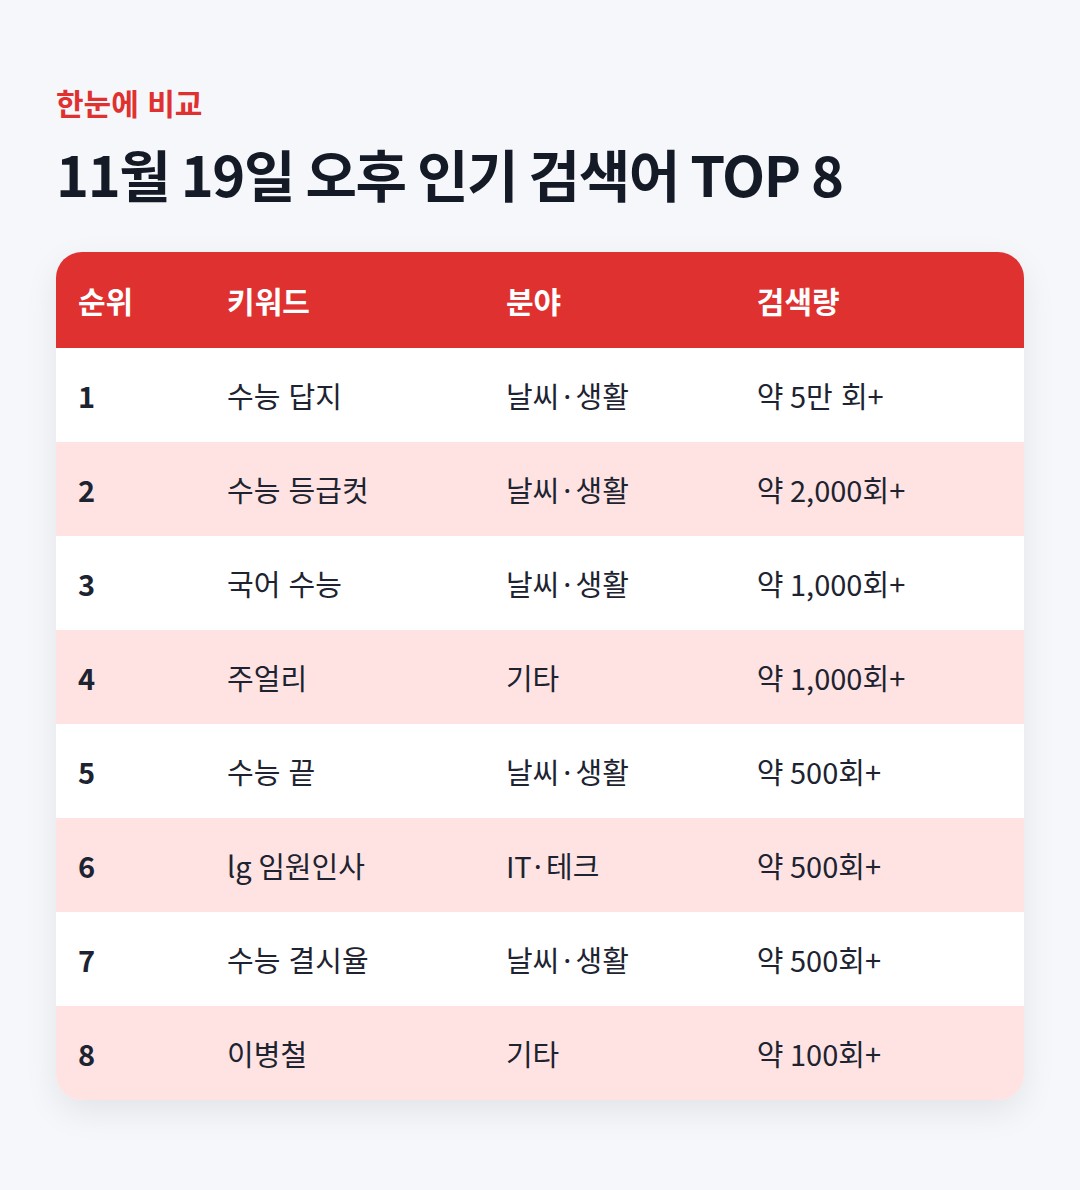 한눈에 비교
11월 19일 오후 인기 검색어 TOP 8
순위 키워드 분야 검색량
1 수능 답지 날씨·생활 약 5만 회+
2 수능 등급컷 날씨·생활 약 2,000회+
3 국어 수능 날씨·생활 약 1,000회+
4 주얼리 기타 약 1,000회+
5 수능 끝 날씨·생활 약 500회+
6 lg 임원인사 IT·테크 약 500회+
7 수능 결시율 날씨·생활 약 500회+
8 이병철 기타 약 100회+